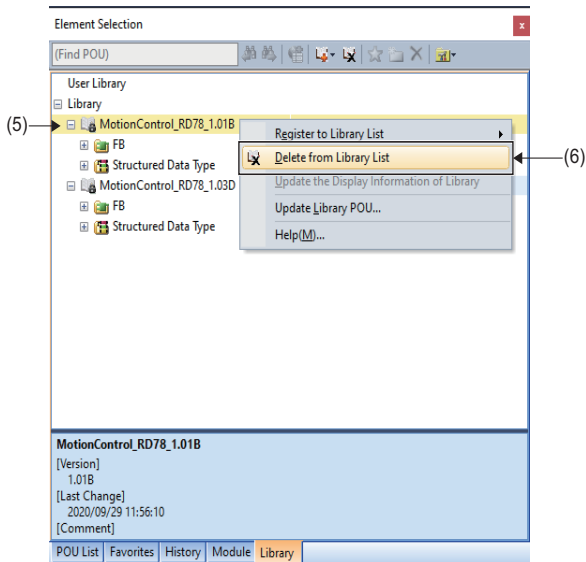 Element Selection
x
(Find POU)
User Library
Library
(5)
MotionControl_RD78_1.01B
Register to Library List
FB
Delete from Library List
(6)
Structured Data Type
Update the Display Information of Library
MotionControl_RD78_1.03D
FB
Update Library POU...
Structured Data Type
Help(M)...
MotionControl_RD78_1.01B
[Version]
1.01B
[Last Change]
2020/09/29 11:56:10
[Comment]
POU List Favorites History Module Library